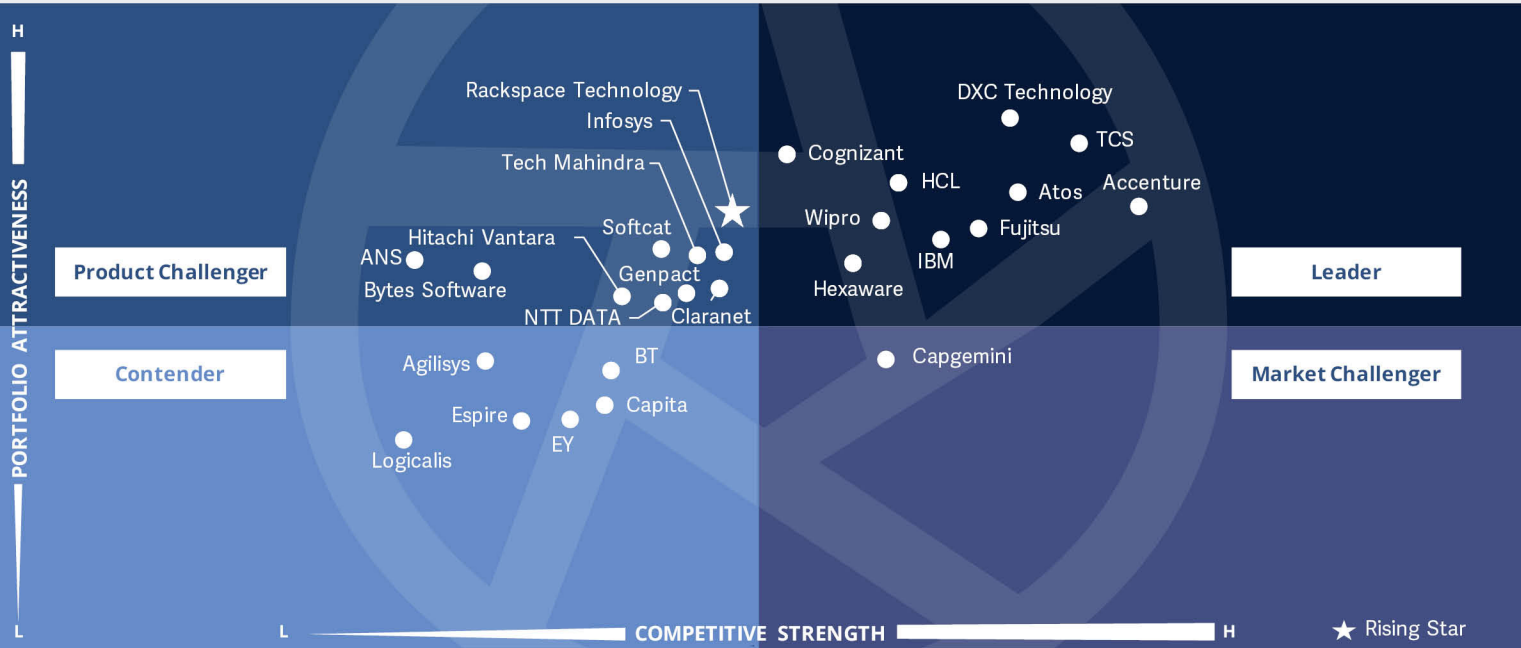 H
PORTFOLIO ATTRACTIVENESS
L
Product Challenger
Rackspace Technology
Infosys
Tech Mahindra
Softcat
Hitachi Vantara
ANS
Bytes Software
Genpact
NTT DATA
Claranet
DXC Technology
TCS
Cognizant
HCL
Accenture
Atos
Wipro
Fujitsu
IBM
Hexaware
Leader
Contender
Agilisys
BT
Capita
Espire
EY
Logicalis
Capgemini
Market Challenger
L
COMPETITIVE STRENGTH
H
Rising Star